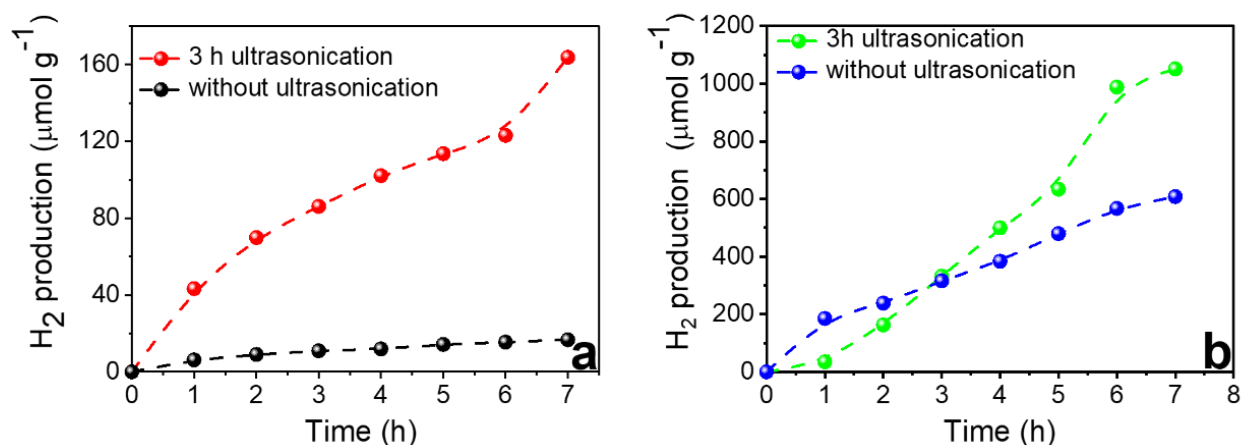 H2 production (μmol g-1)
160
120
80
40
0
3 h ultrasonication
without ultrasonication
a
0 1 2 3 4 5 6 7
Time (h)
H2 production (μmol g-1)
1200
1000
800
600
400
200
0
3h ultrasonication
without ultrasonication
b
0 1 2 3 4 5 6 7 8
Time (h)